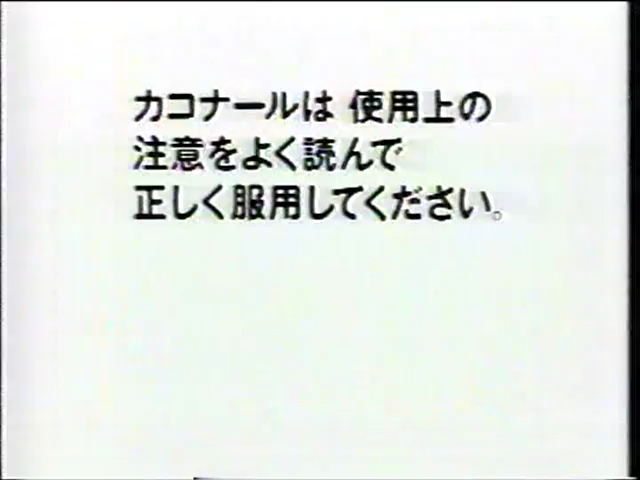 カコナールは 使用上の
注意をよく読んで
正しく服用してください。